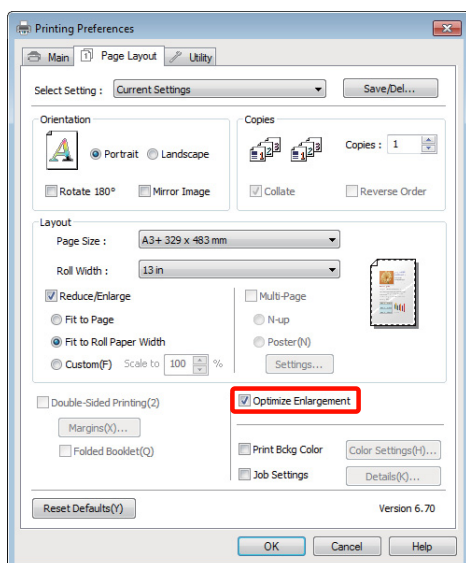 Printing Preferences
Main Page Layout Utility
Select Setting : Current Settings Save/Del...
Orientation
Portrait Landscape
Rotate 180° Mirror Image
Copies
Copies : 1
Collate Reverse Order
Layout
Page Size : A3+ 329 x 483 mm
Roll Width : 13 in
Reduce/Enlarge
Fit to Page
Fit to Roll Paper Width
Custom(F) Scale to 100 %
Multi-Page
N-up
Poster(N)
Settings...
Double-Sided Printing(2)
Margins(X)...
Folded Booklet(Q)
Optimize Enlargement
Print Bckg Color Color Settings(H)...
Job Settings Details(K)...
Reset Defaults(Y) Version 6.70
OK Cancel Help